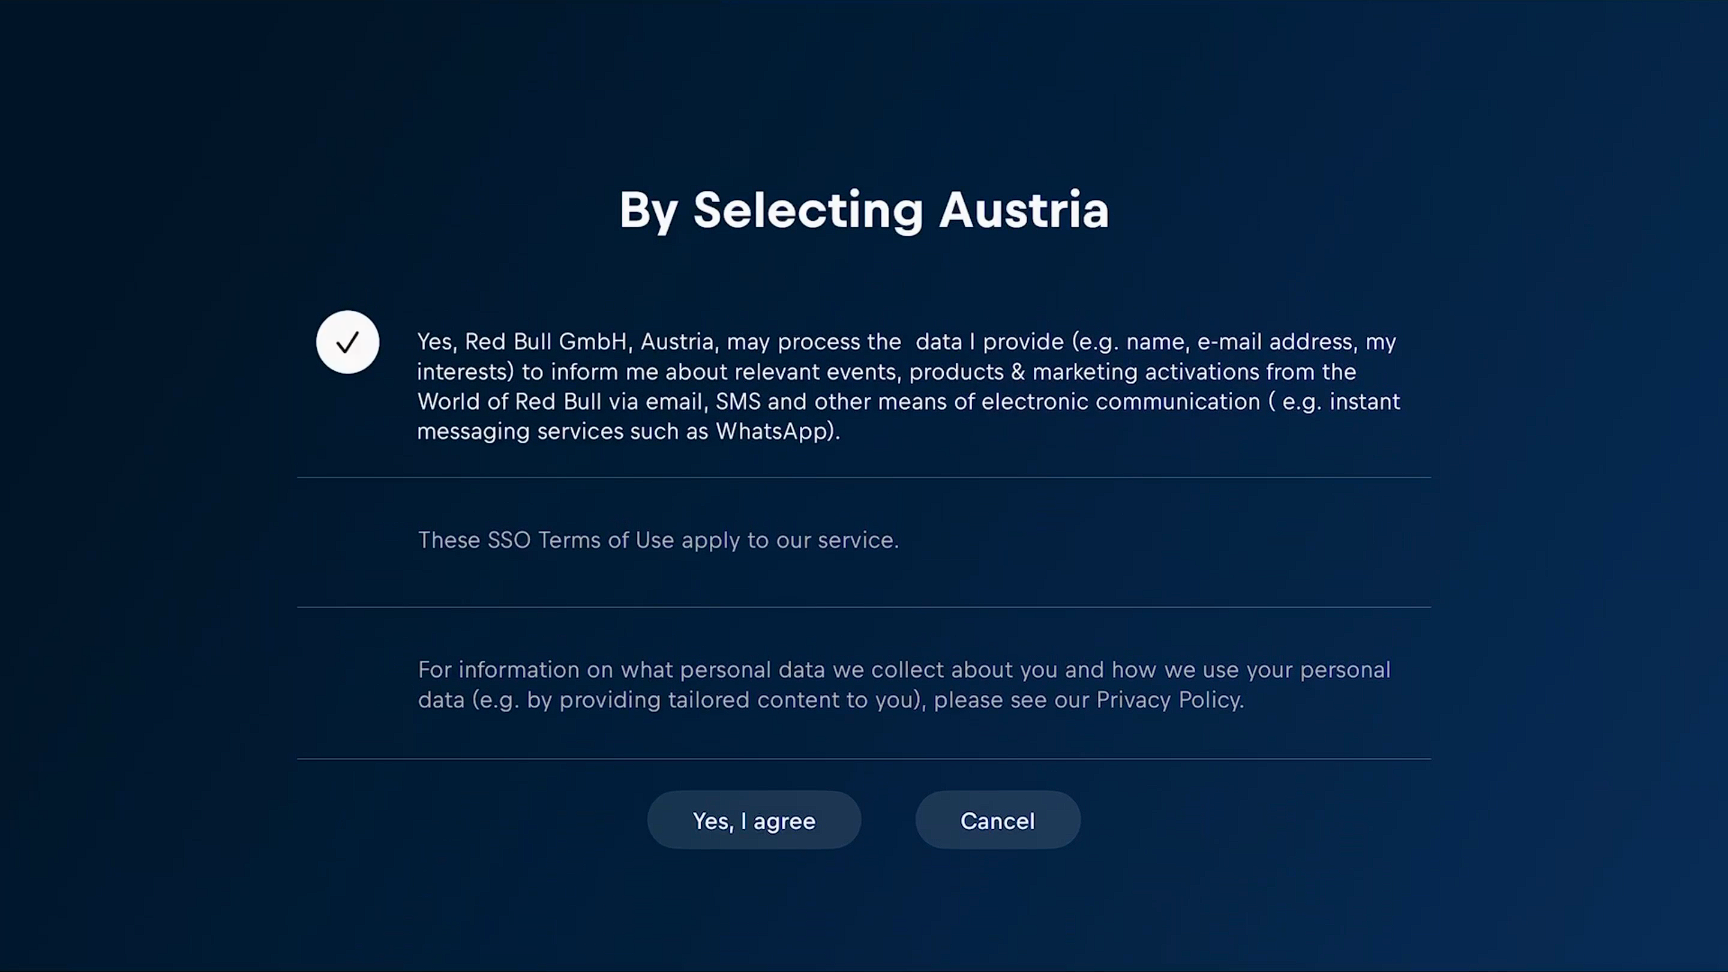 By Selecting Austria
Yes, Red Bull GmbH, Austria, may process the  data I provide (e.g. name, e-mail address, my
interests) to inform me about relevant events, products & marketing activations from the
World of Red Bull via email, SMS and other means of electronic communication ( e.g. instant
messaging services such as WhatsApp).
These SSO Terms of Use apply to our service.
For information on what personal data we collect about you and how we use your personal
data (e.g. by providing tailored content to you), please see our Privacy Policy.
Yes, I agree
Cancel